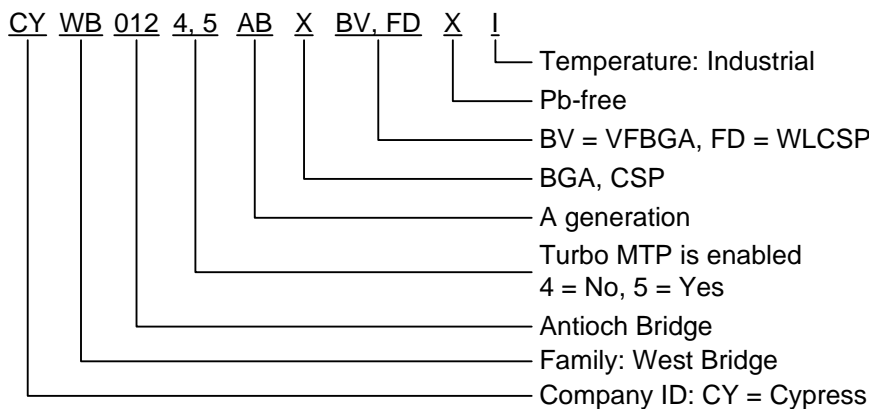 CY WB 012 4, 5 AB X BV, FD X I
Temperature: Industrial
Pb-free
BV = VFBGA, FD = WLCSP
BGA, CSP
A generation
Turbo MTP is enabled
4 = No, 5 = Yes
Antioch Bridge
Family: West Bridge
Company ID: CY = Cypress